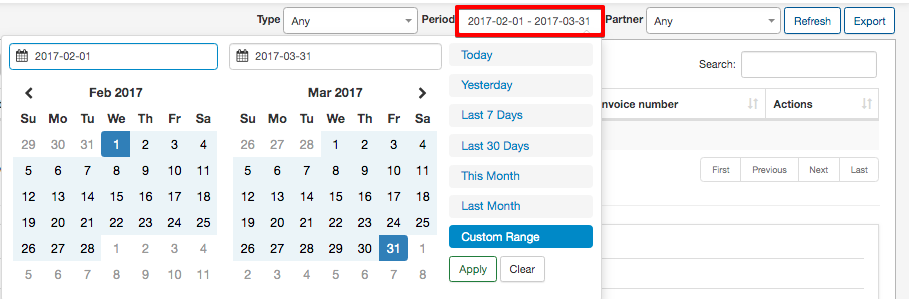 Type Any Period 2017-02-01 - 2017-03-31 Partner Any Refresh Export
2017-02-01 2017-03-31 Today
Search:
Yesterday
Feb 2017 Mar 2017
nvoice number Actions
Last 7 Days
Su Mo Tu We Th Fr Sa Su Mo Tu We Th Fr Sa
29 30 31 1 2 3 4 26 27 28 1 2 3 4 Last 30 Days
5 6 7 8 9 10 11 5 6 7 8 9 10 11 This Month
First Previous Next Last
12 13 14 15 16 17 18 12 13 14 15 16 17 18 Last Month
19 20 21 22 23 24 25 19 20 21 22 23 24 25 Custom Range
26 27 28 1 2 3 4 26 27 28 29 30 31 1
5 6 7 8 9 10 11 2 3 4 5 6 7 8 Apply Clear